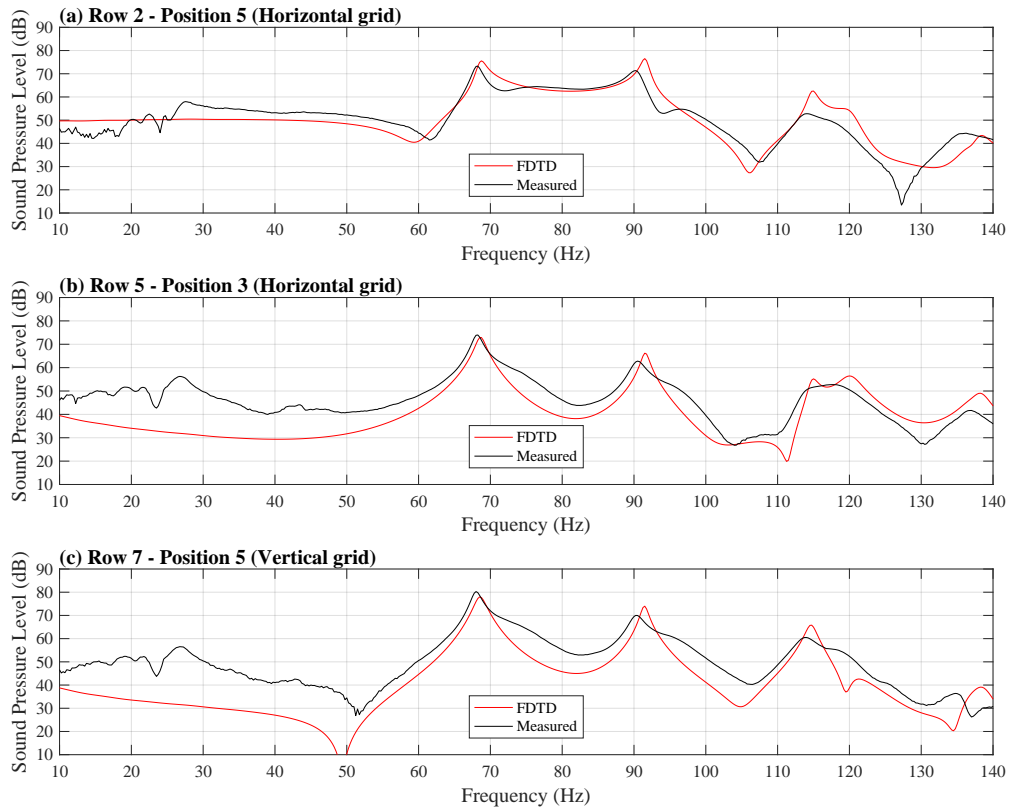 (a) Row 2 - Position 5 (Horizontal grid)
Sound Pressure Level (dB)
90
80
70
60
50
40
30
20
10
FDTD
Measured
10 20 30 40 50 60 70 80 90 100 110 120 130 140
Frequency (Hz)
(b) Row 5 - Position 3 (Horizontal grid)
Sound Pressure Level (dB)
90
80
70
60
50
40
30
20
10
FDTD
Measured
10 20 30 40 50 60 70 80 90 100 110 120 130 140
Frequency (Hz)
(c) Row 7 - Position 5 (Vertical grid)
Sound Pressure Level (dB)
90
80
70
60
50
40
30
20
10
FDTD
Measured
10 20 30 40 50 60 70 80 90 100 110 120 130 140
Frequency (Hz)